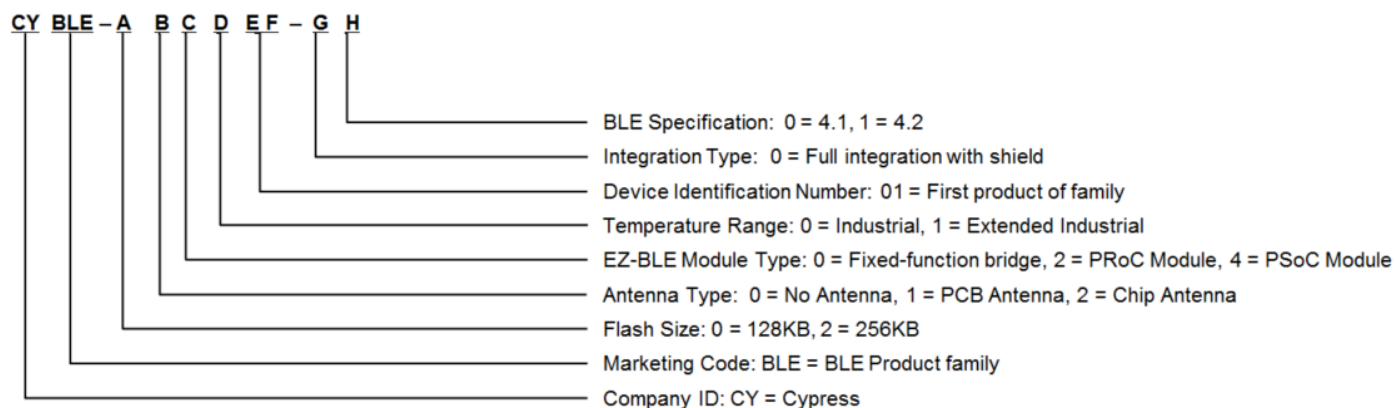 CY BLE – A B C D E F – G H
BLE Specification: 0 = 4.1, 1 = 4.2
Integration Type: 0 = Full integration with shield
Device Identification Number: 01 = First product of family
Temperature Range: 0 = Industrial, 1 = Extended Industrial
EZ-BLE Module Type: 0 = Fixed-function bridge, 2 = PRoC Module, 4 = PSoC Module
Antenna Type: 0 = No Antenna, 1 = PCB Antenna, 2 = Chip Antenna
Flash Size: 0 = 128KB, 2 = 256KB
Marketing Code: BLE = BLE Product family
Company ID: CY = Cypress